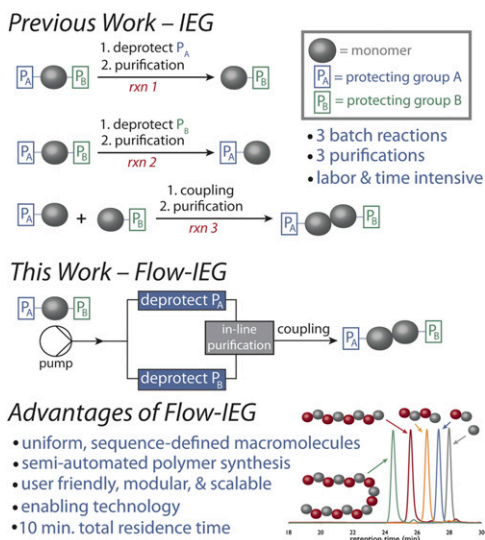 Previous Work – IEG
1. deprotect PA
2. purification
rxn 1
PA
PB
PB
= monomer
PA = protecting group A
PB = protecting group B
1. deprotect PB
2. purification
rxn 2
PA
PB
PA
• 3 batch reactions
• 3 purifications
• labor & time intensive
1. coupling
2. purification
rxn 3
PA
+
PB
PA
PB
This Work – Flow-IEG
PA
PB
pump
deprotect PA
in-line
purification
deprotect PB
coupling
PA
PB
Advantages of Flow-IEG
• uniform, sequence-defined macromolecules
• semi-automated polymer synthesis
• user friendly, modular, & scalable
• enabling technology
• 10 min. total residence time
18 20 22 24 26 28 30
retention time (min)